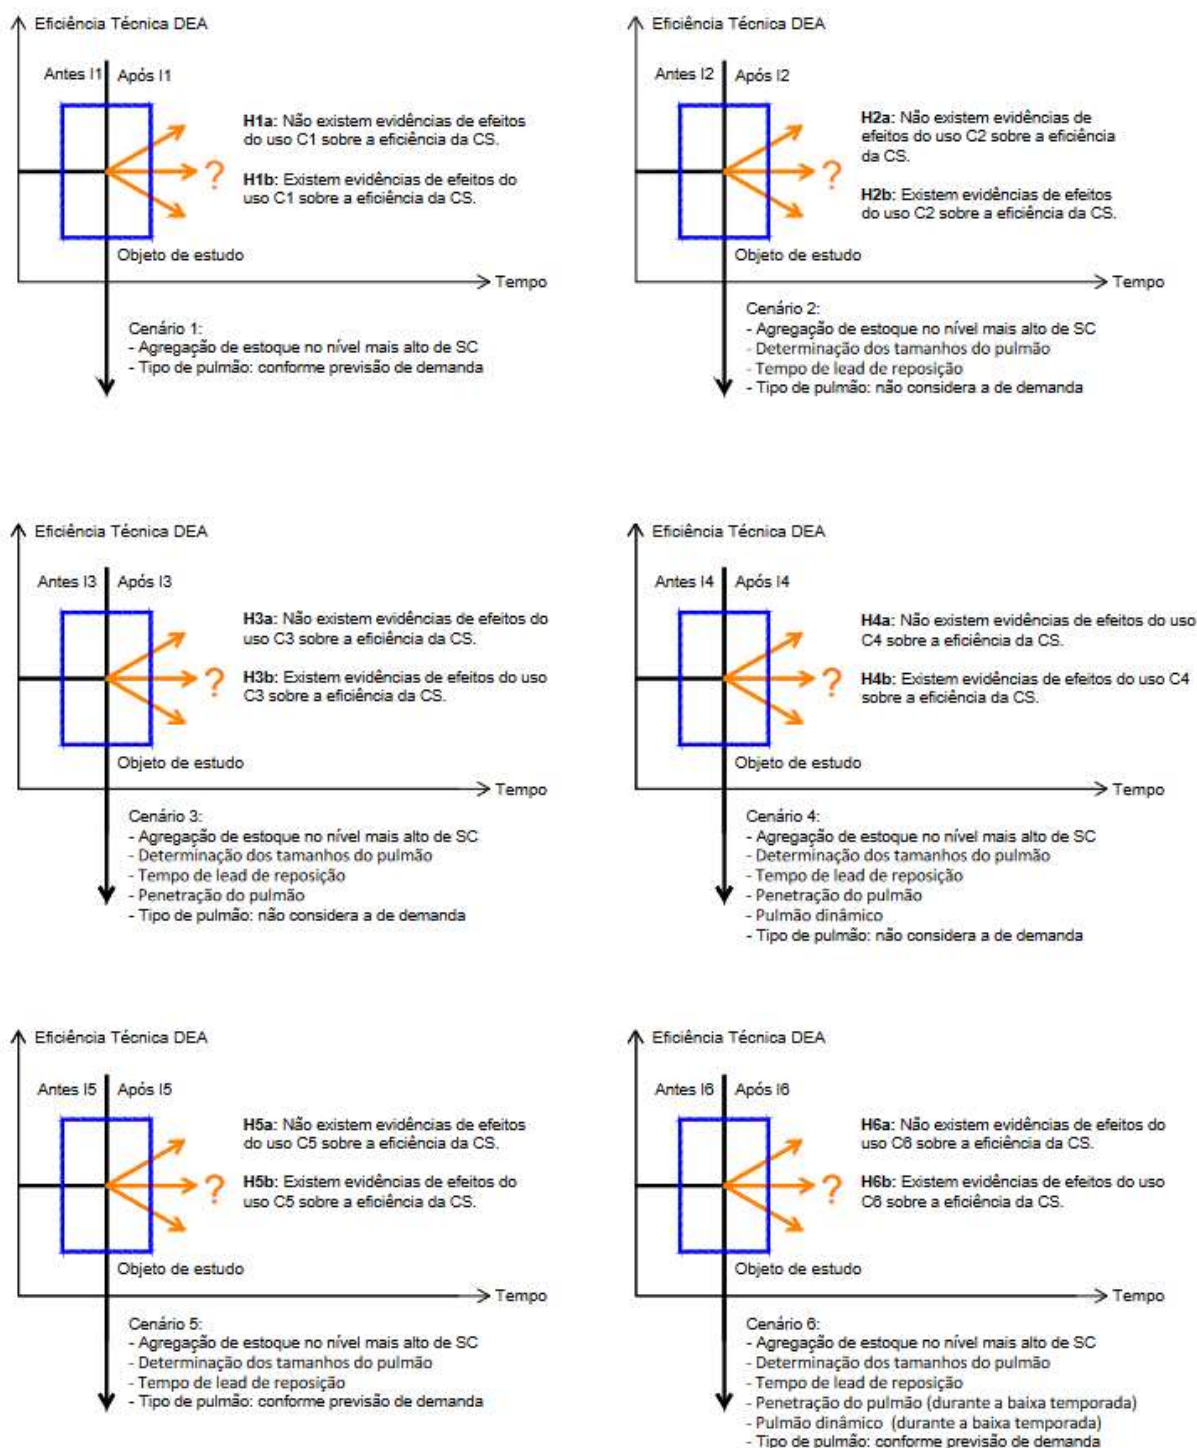 Eficiência Técnica DEA
Antes I1
Após I1
H1a: Não existem evidências de efeitos
do uso C1 sobre a eficiência da CS.
?
H1b: Existem evidências de efeitos do
uso C1 sobre a eficiência da CS.
Objeto de estudo
Tempo
Cenário 1:
- Agregação de estoque no nível mais alto de SC
- Tipo de pulmão: conforme previsão de demanda
Eficiência Técnica DEA
Antes I2
Após I2
H2a: Não existem evidências de
efeitos do uso C2 sobre a eficiência
da CS.
?
H2b: Existem evidências de efeitos
do uso C2 sobre a eficiência da CS.
Objeto de estudo
Tempo
Cenário 2:
- Agregação de estoque no nível mais alto de SC
- Determinação dos tamanhos do pulmão
- Tempo de lead de reposição
- Tipo de pulmão: não considera a de demanda
Eficiência Técnica DEA
Antes I3
Após I3
H3a: Não existem evidências de efeitos do
uso C3 sobre a eficiência da CS.
?
H3b: Existem evidências de efeitos do uso
C3 sobre a eficiência da CS.
Objeto de estudo
Tempo
Cenário 3:
- Agregação de estoque no nível mais alto de SC
- Determinação dos tamanhos do pulmão
- Tempo de lead de reposição
- Penetração do pulmão
- Tipo de pulmão: não considera a de demanda
Eficiência Técnica DEA
Antes I4
Após I4
H4a: Não existem evidências de efeitos do uso
C4 sobre a eficiência da CS.
?
H4b: Existem evidências de efeitos do uso C4
sobre a eficiência da CS.
Objeto de estudo
Tempo
Cenário 4:
- Agregação de estoque no nível mais alto de SC
- Determinação dos tamanhos do pulmão
- Tempo de lead de reposição
- Penetração do pulmão
- Pulmão dinâmico
- Tipo de pulmão: não considera a de demanda
Eficiência Técnica DEA
Antes I5
Após I5
H5a: Não existem evidências de efeitos
do uso C5 sobre a eficiência da CS.
?
H5b: Existem evidências de efeitos do
uso C5 sobre a eficiência da CS.
Objeto de estudo
Tempo
Cenário 5:
- Agregação de estoque no nível mais alto de SC
- Determinação dos tamanhos do pulmão
- Tempo de lead de reposição
- Tipo de pulmão: conforme previsão de demanda
Eficiência Técnica DEA
Antes I6
Após I6
H6a: Não existem evidências de efeitos do
uso C6 sobre a eficiência da CS.
?
H6b: Existem evidências de efeitos do uso
C6 sobre a eficiência da CS.
Objeto de estudo
Tempo
Cenário 6:
- Agregação de estoque no nível mais alto de SC
- Determinação dos tamanhos do pulmão
- Tempo de lead de reposição
- Penetração do pulmão (durante a baixa temporada)
- Pulmão dinâmico (durante a baixa temporada)
- Tipo de pulmão: conforme previsão de demanda